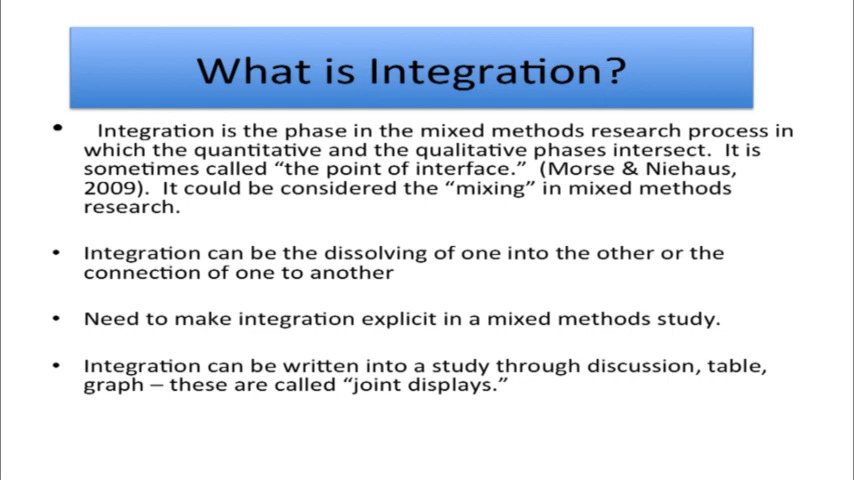 What is Integration?
• Integration is the phase in the mixed methods research process in
which the quantitative and the qualitative phases intersect. It is
sometimes called “the point of interface.” (Morse & Niehaus,
2009). It could be considered the “mixing” in mixed methods
research.
• Integration can be the dissolving of one into the other or the
connection of one to another
• Need to make integration explicit in a mixed methods study.
• Integration can be written into a study through discussion, table,
graph – these are called “joint displays.”